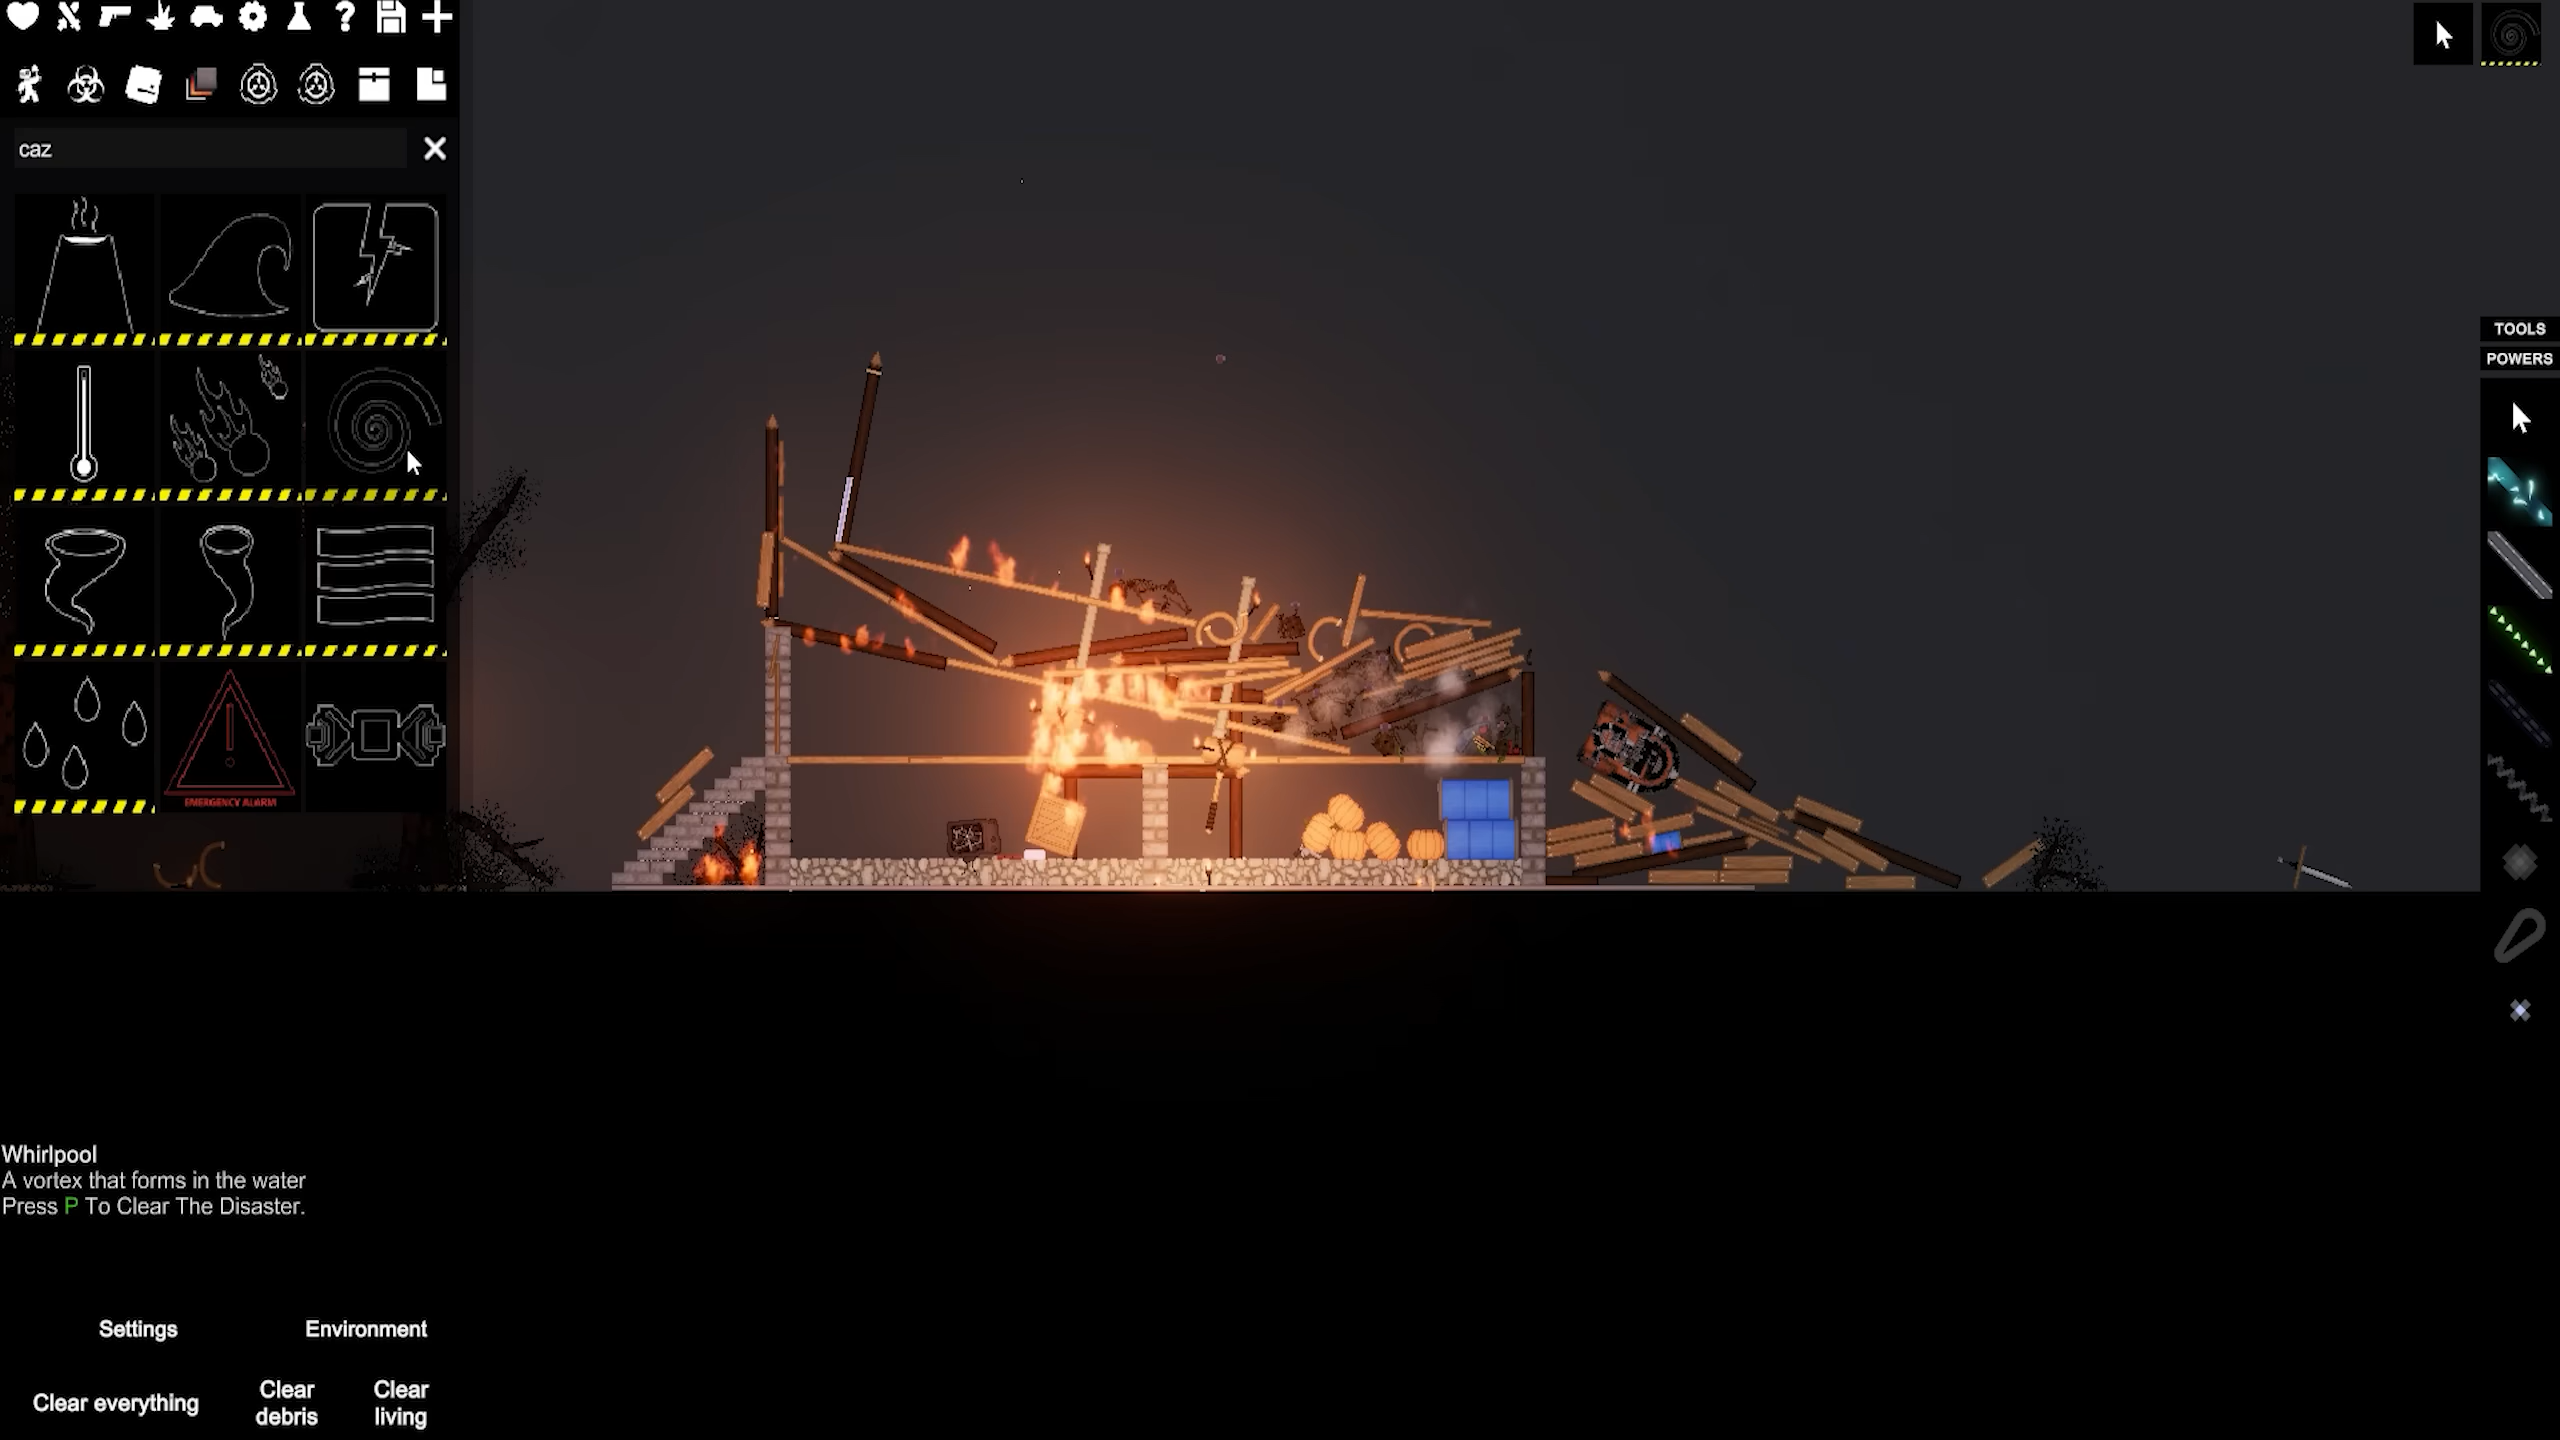 caz
TOOLS
POWERS
EMERGENCY ALARM
Whirlpool
A vortex that forms in the water
Press P To Clear The Disaster.
Settings
Environment
Clear everything
Clear
debris
Clear
living